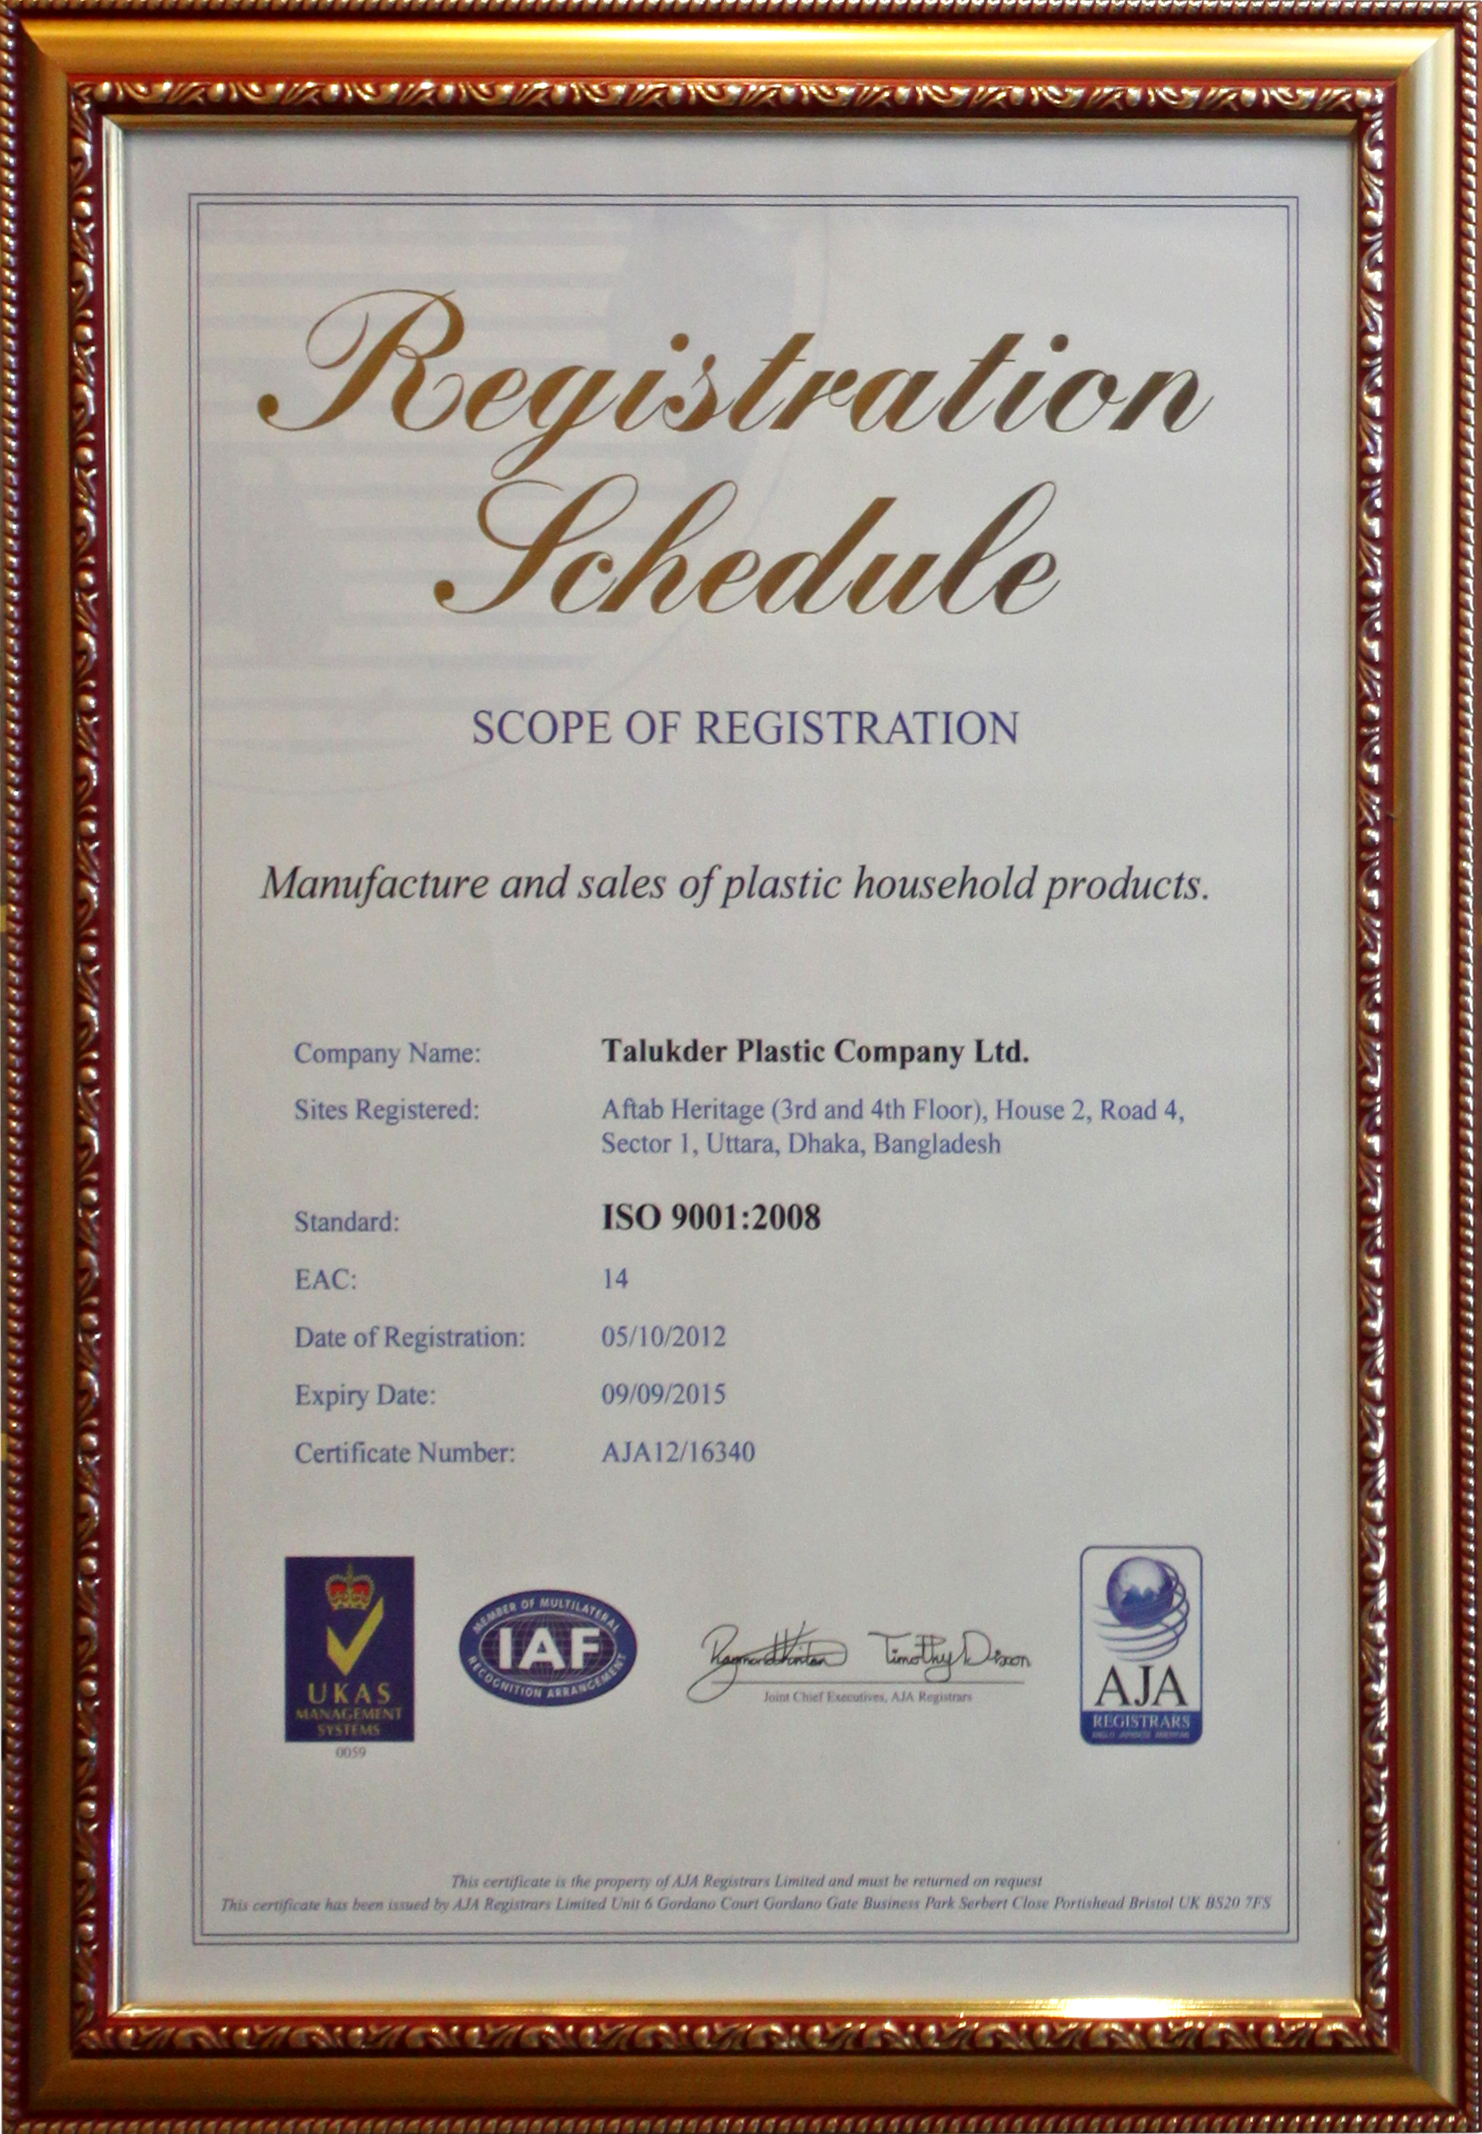 Registration
Schedule
SCOPE OF REGISTRATION
Manufacture and sales of plastic household products.
Company Name: Talukder Plastic Company Ltd.
Sites Registered: Aftab Heritage (3rd and 4th Floor), House 2, Road 4,
Sector 1, Uttara, Dhaka, Bangladesh
Standard: ISO 9001:2008
EAC: 14
Date of Registration: 05/10/2012
Expiry Date: 09/09/2015
Certificate Number: AJA12/16340
UKAS
MANAGEMENT
SYSTEMS
0059
MEMBER OF MULTILATERAL
IAF
RECOGNITION ARRANGEMENT
Timothy Dixon
Joint Chief Executives, AJA Registrars
AJA
REGISTRARS
ANGLO JAPANESE AMERICAN
This certificate is the property of AJA Registrars Limited and must be returned on request
This certificate has been issued by AJA Registrars Limited Unit 6 Gordano Court Gordano Gate Business Park Serbert Close Portishead Bristol UK BS20 7FS